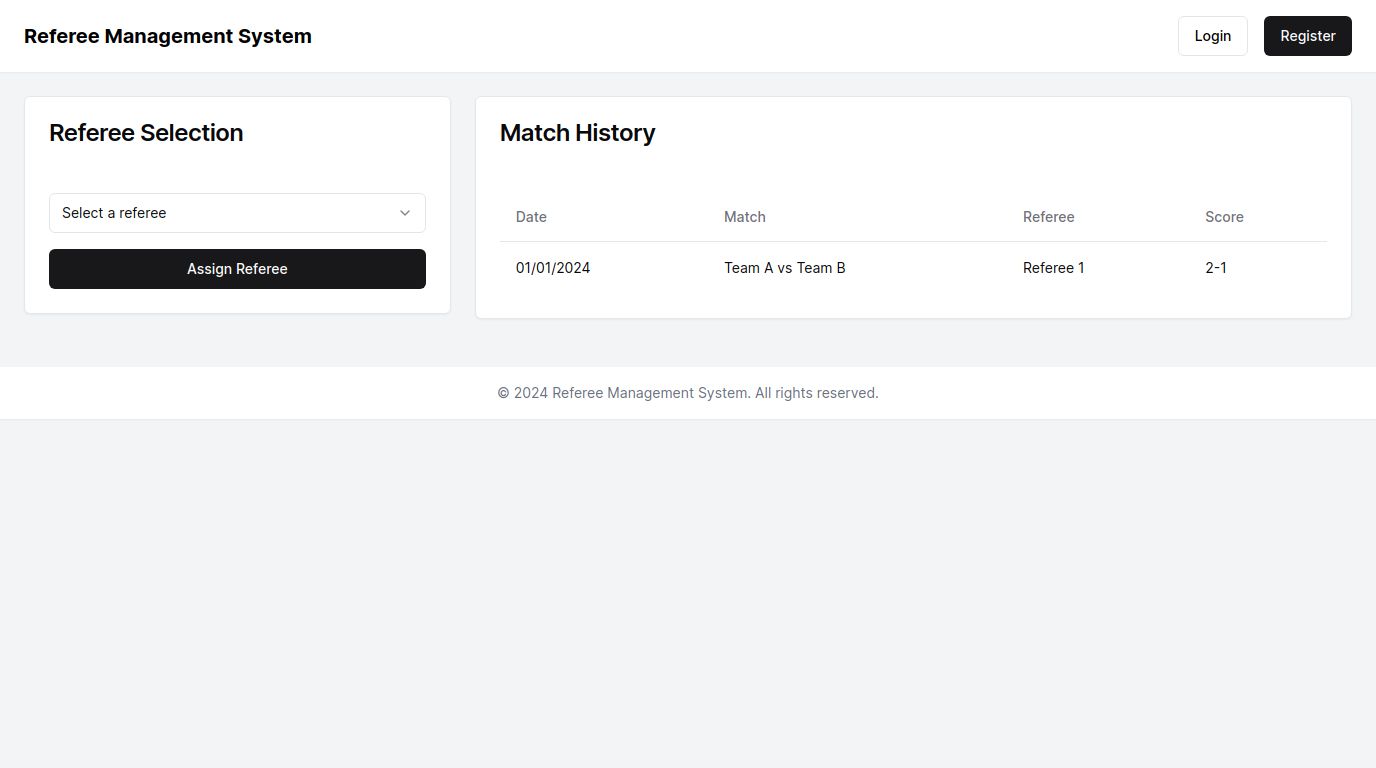 Referee Management System
Login
Register
Referee Selection
Select a referee
Assign Referee
Match History
Date Match Referee Score
01/01/2024 Team A vs Team B Referee 1 2-1
© 2024 Referee Management System. All rights reserved.